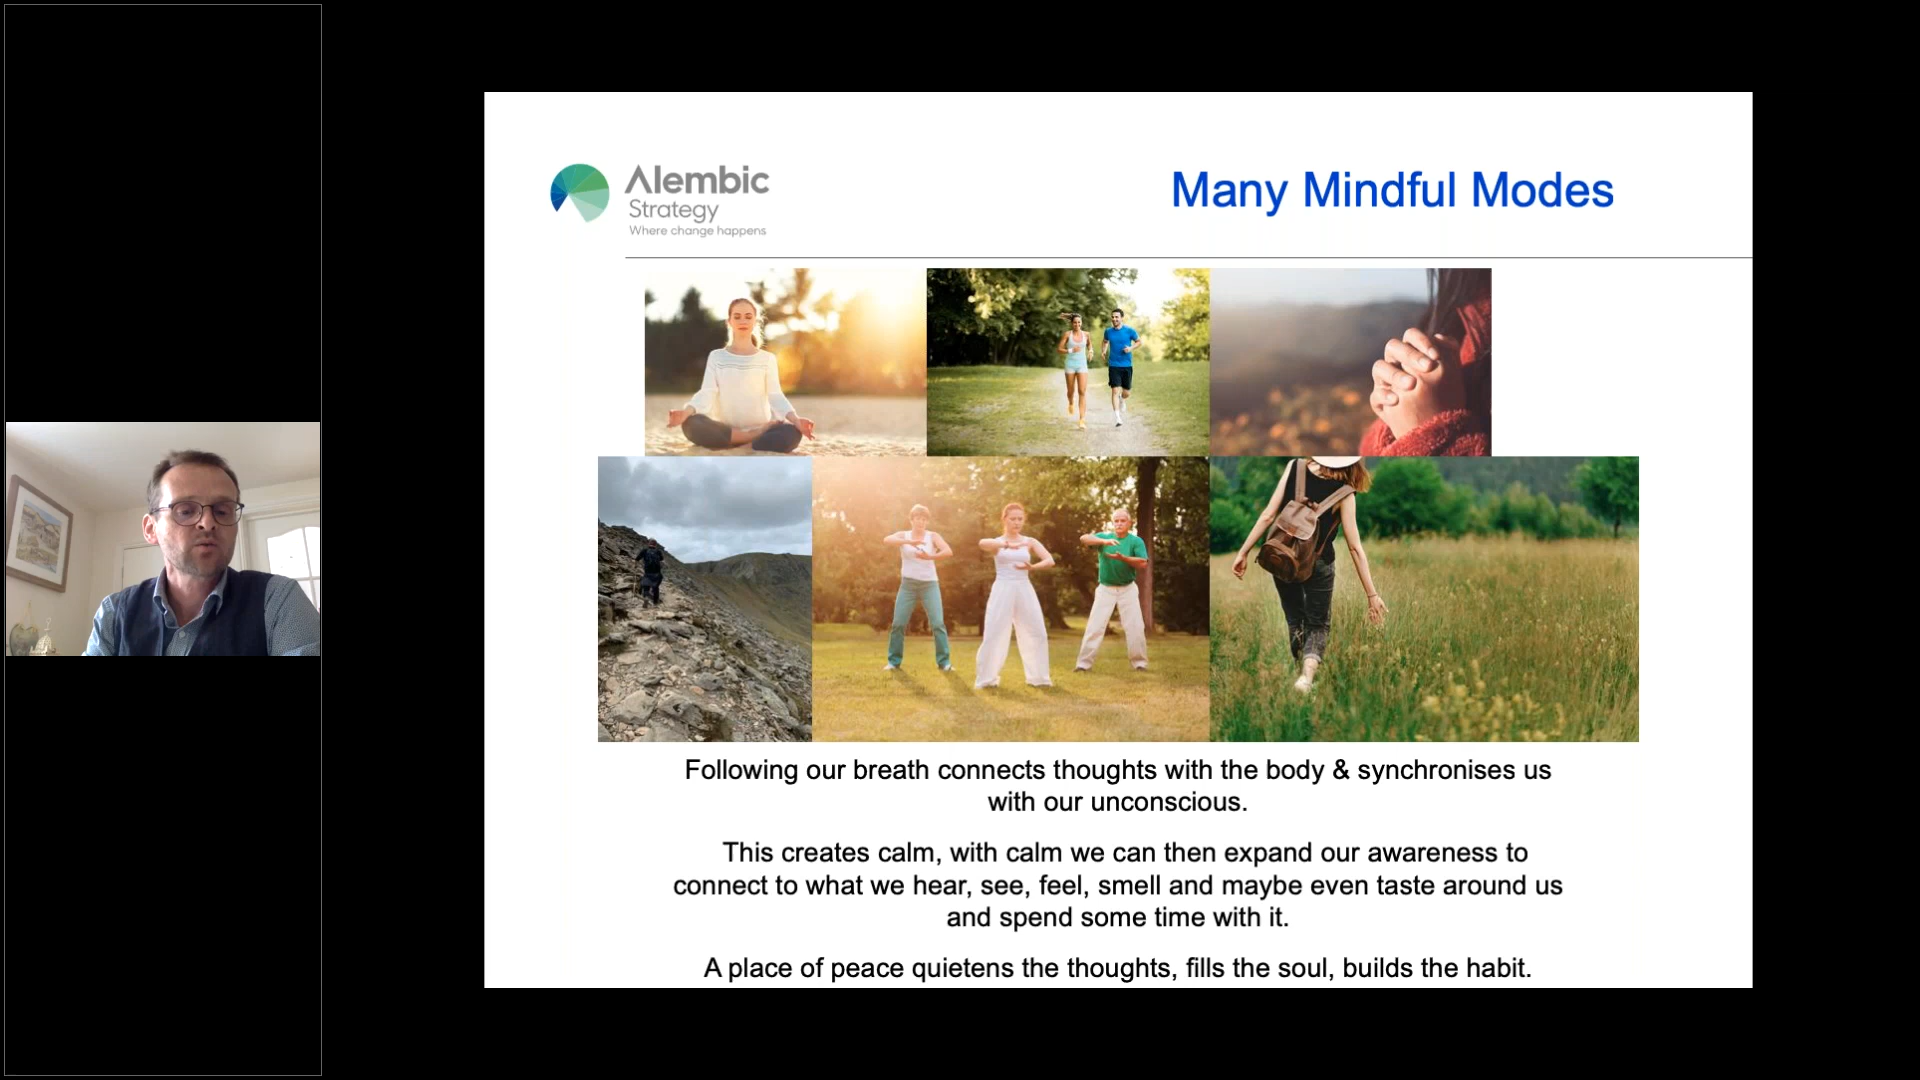 Alembic
Strategy
Where change happens
Many Mindful Modes
Following our breath connects thoughts with the body & synchronises us
with our unconscious.
This creates calm, with calm we can then expand our awareness to
connect to what we hear, see, feel, smell and maybe even taste around us
and spend some time with it.
A place of peace quietens the thoughts, fills the soul, builds the habit.